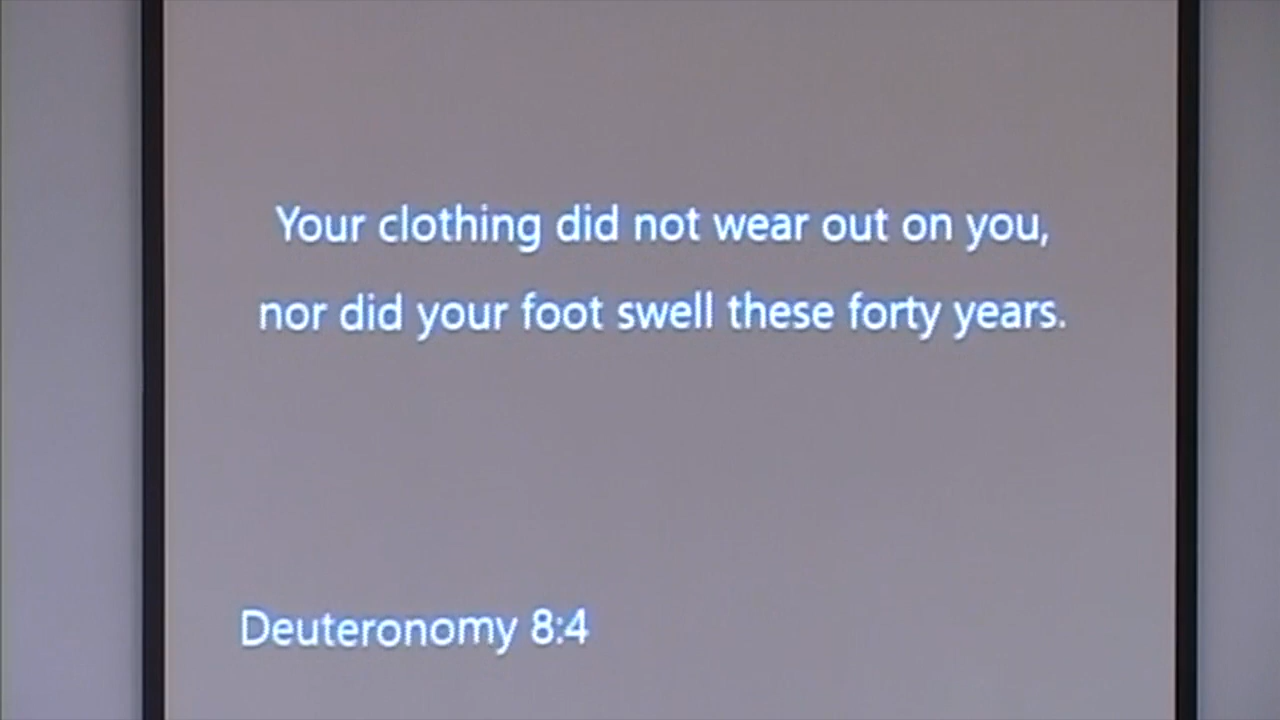 Your clothing did not wear out on you,
nor did your foot swell these forty years.
Deuteronomy 8:4